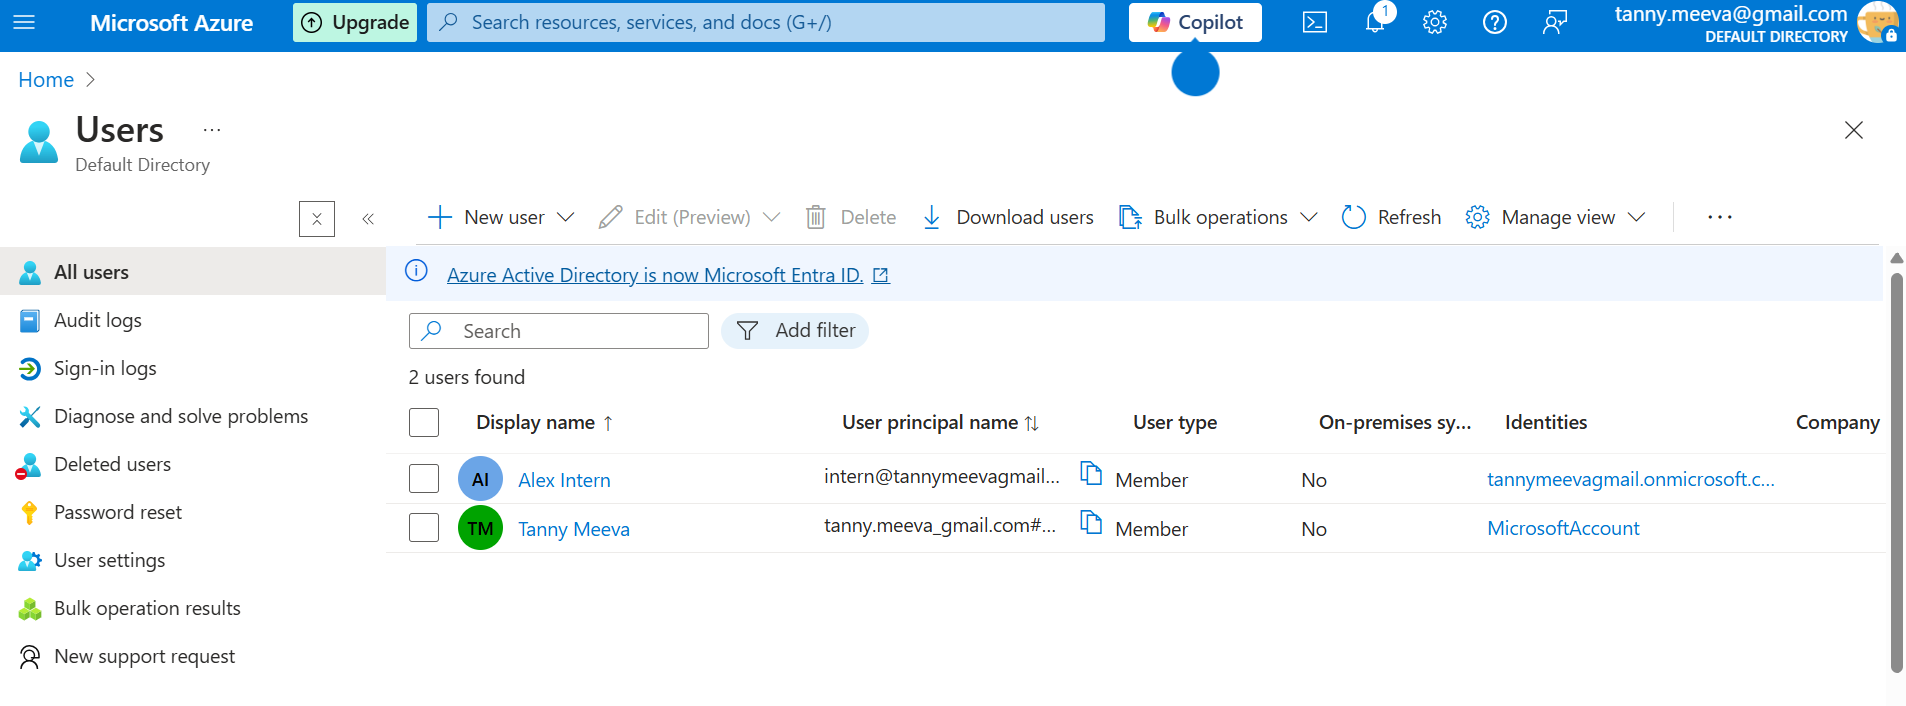 Microsoft Azure
Upgrade
Search resources, services, and docs (G+/)
Copilot
1
tanny.meeva@gmail.com
DEFAULT DIRECTORY
Home
Users
...
Default Directory
New user
Edit (Preview)
Delete
Download users
Bulk operations
Refresh
Manage view
...
All users
Audit logs
Sign-in logs
Diagnose and solve problems
Deleted users
Password reset
User settings
Bulk operation results
New support request
Azure Active Directory is now Microsoft Entra ID.
Search
Add filter
2 users found
Display name ↑ User principal name ↑↓ User type On-premises sy... Identities Company
AI Alex Intern intern@tannymeevagmail... Member No tannymeevagmail.onmicrosoft.c...
TM Tanny Meeva tanny.meeva_gmail.com#... Member No MicrosoftAccount